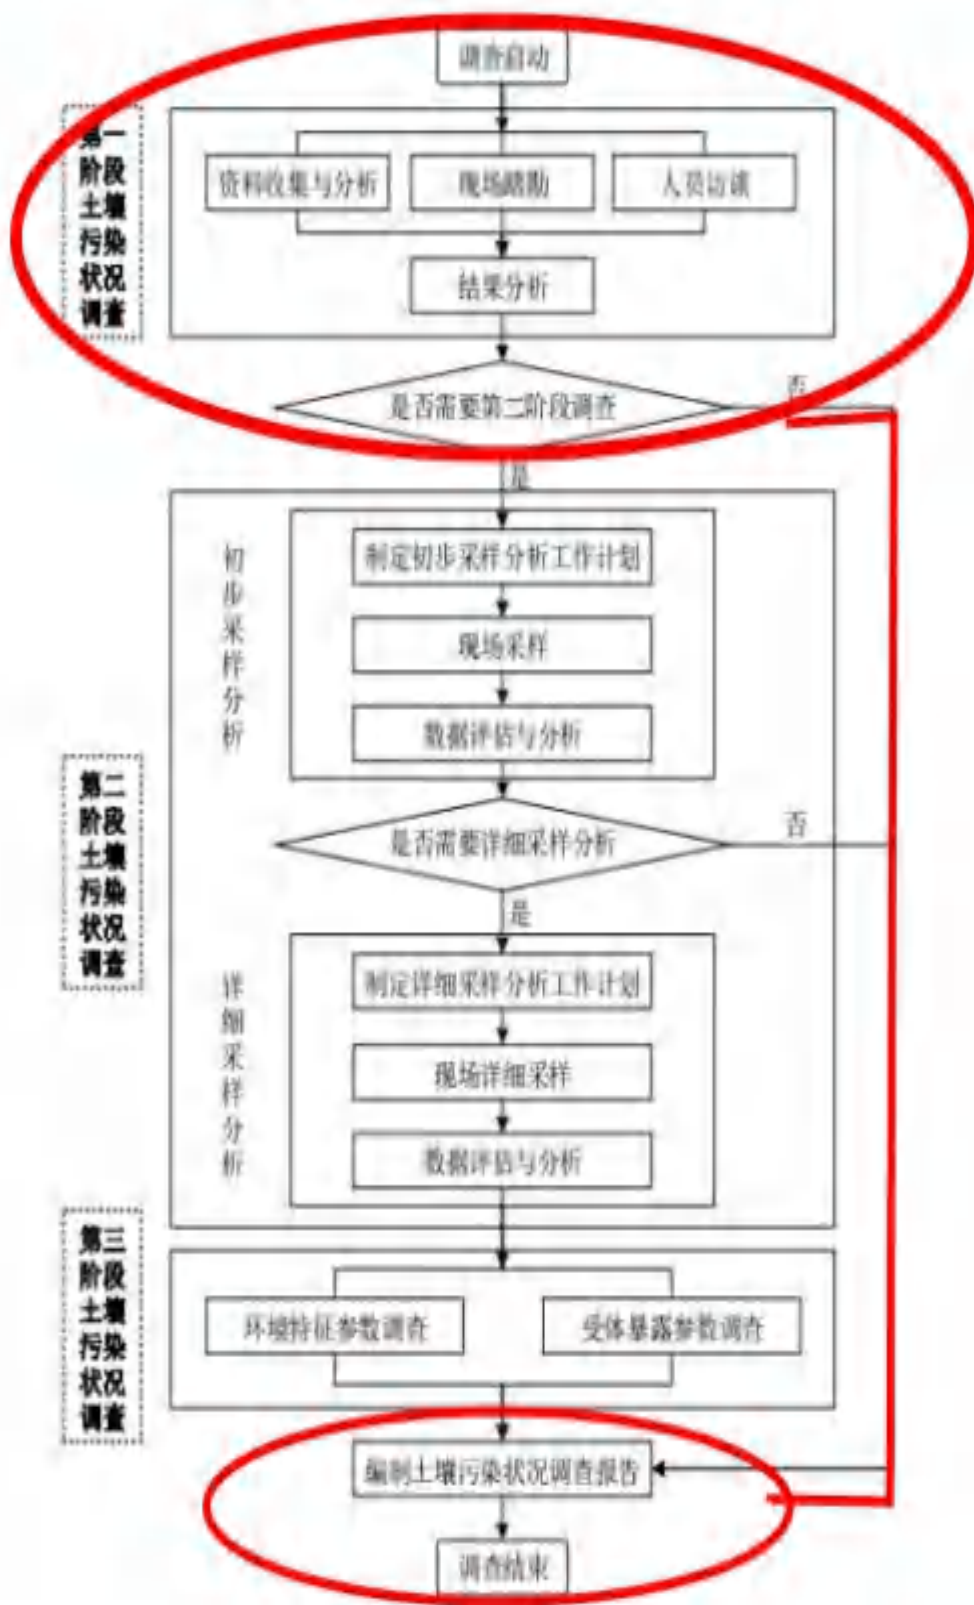 调查启动
第一
阶段
土壤
污染
状况
调查
资料收集与分析
现场踏勘
人员访谈
结果分析
是否需要第二阶段调查
否
是
初
步
采
样
分
析
制定初步采样分析工作计划
现场采样
数据评估与分析
第二
阶段
土壤
污染
状况
调查
是否需要详细采样分析
否
是
详
细
采
样
分
析
制定详细采样分析工作计划
现场详细采样
数据评估与分析
第三
阶段
土壤
污染
状况
调查
环境特征参数调查
受体暴露参数调查
编制土壤污染状况调查报告
调查结束